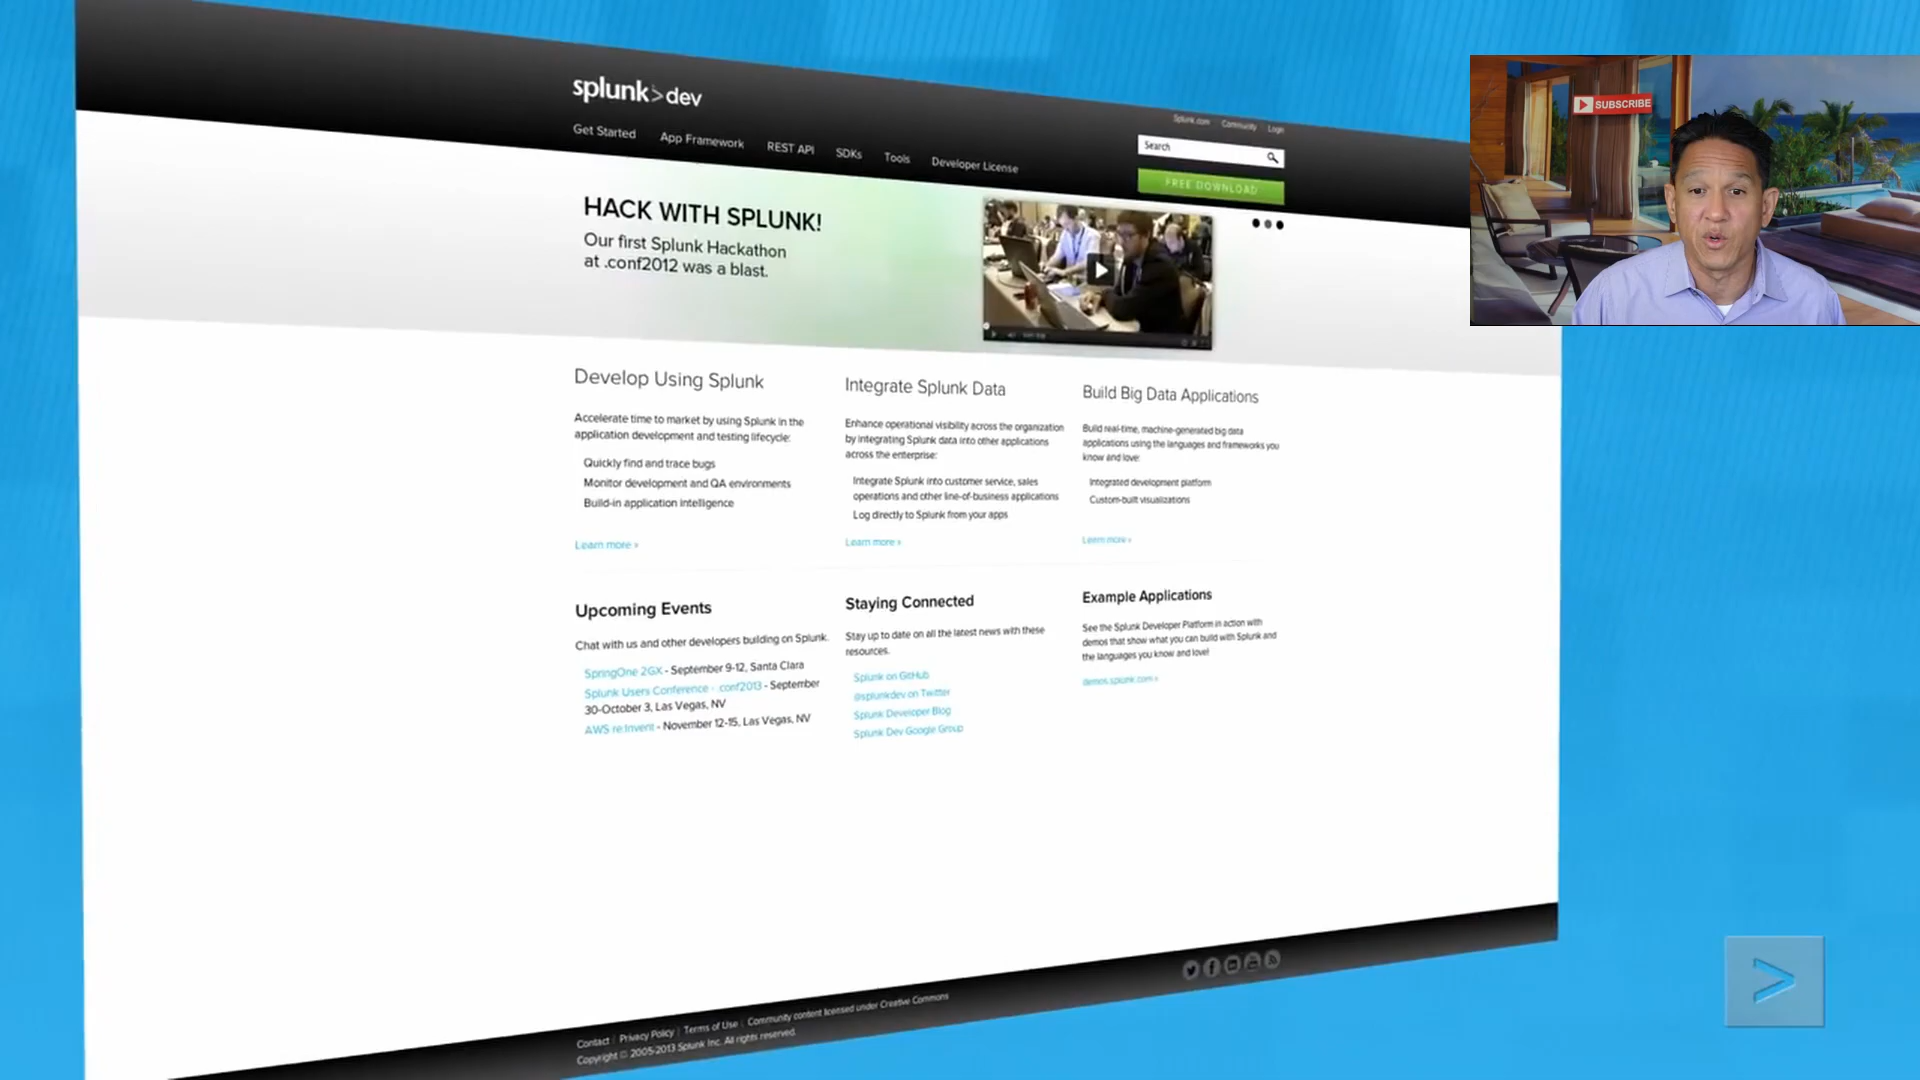 splunk>dev
Splunk.com | Community | Login
Get Started App Framework REST API SDKs Tools Developer License
Search
FREE DOWNLOAD
SUBSCRIBE
HACK WITH SPLUNK!
Our first Splunk Hackathon
at .conf2012 was a blast.
Develop Using Splunk
Accelerate time to market by using Splunk in the
application development and testing lifecycle:
Quickly find and trace bugs
Monitor development and QA environments
Build-in application intelligence
Learn more »
Integrate Splunk Data
Enhance operational visibility across the organization
by integrating Splunk data into other applications
across the enterprise:
Integrate Splunk into customer service, sales
operations and other line-of-business applications
Log directly to Splunk from your apps
Learn more »
Build Big Data Applications
Build real-time, machine-generated big data
applications using the languages and frameworks you
know and love:
Integrated development platform
Custom-built visualizations
Learn more »
Upcoming Events
Chat with us and other developers building on Splunk.
SpringOne 2GX - September 9-12, Santa Clara
Splunk Users Conference - .conf2013 - September
30-October 3, Las Vegas, NV
AWS re:Invent - November 12-15, Las Vegas, NV
Staying Connected
Stay up to date on all the latest news with these
resources.
Splunk on GitHub
@splunkdev on Twitter
Splunk Developer Blog
Splunk Dev Google Group
Example Applications
See the Splunk Developer Platform in action with
demos that show what you can build with Splunk and
the languages you know and love!
demos.splunk.com »
Contact | Privacy Policy | Terms of Use | Community content licensed under Creative Commons
Copyright © 2005-2013 Splunk Inc. All rights reserved.
>